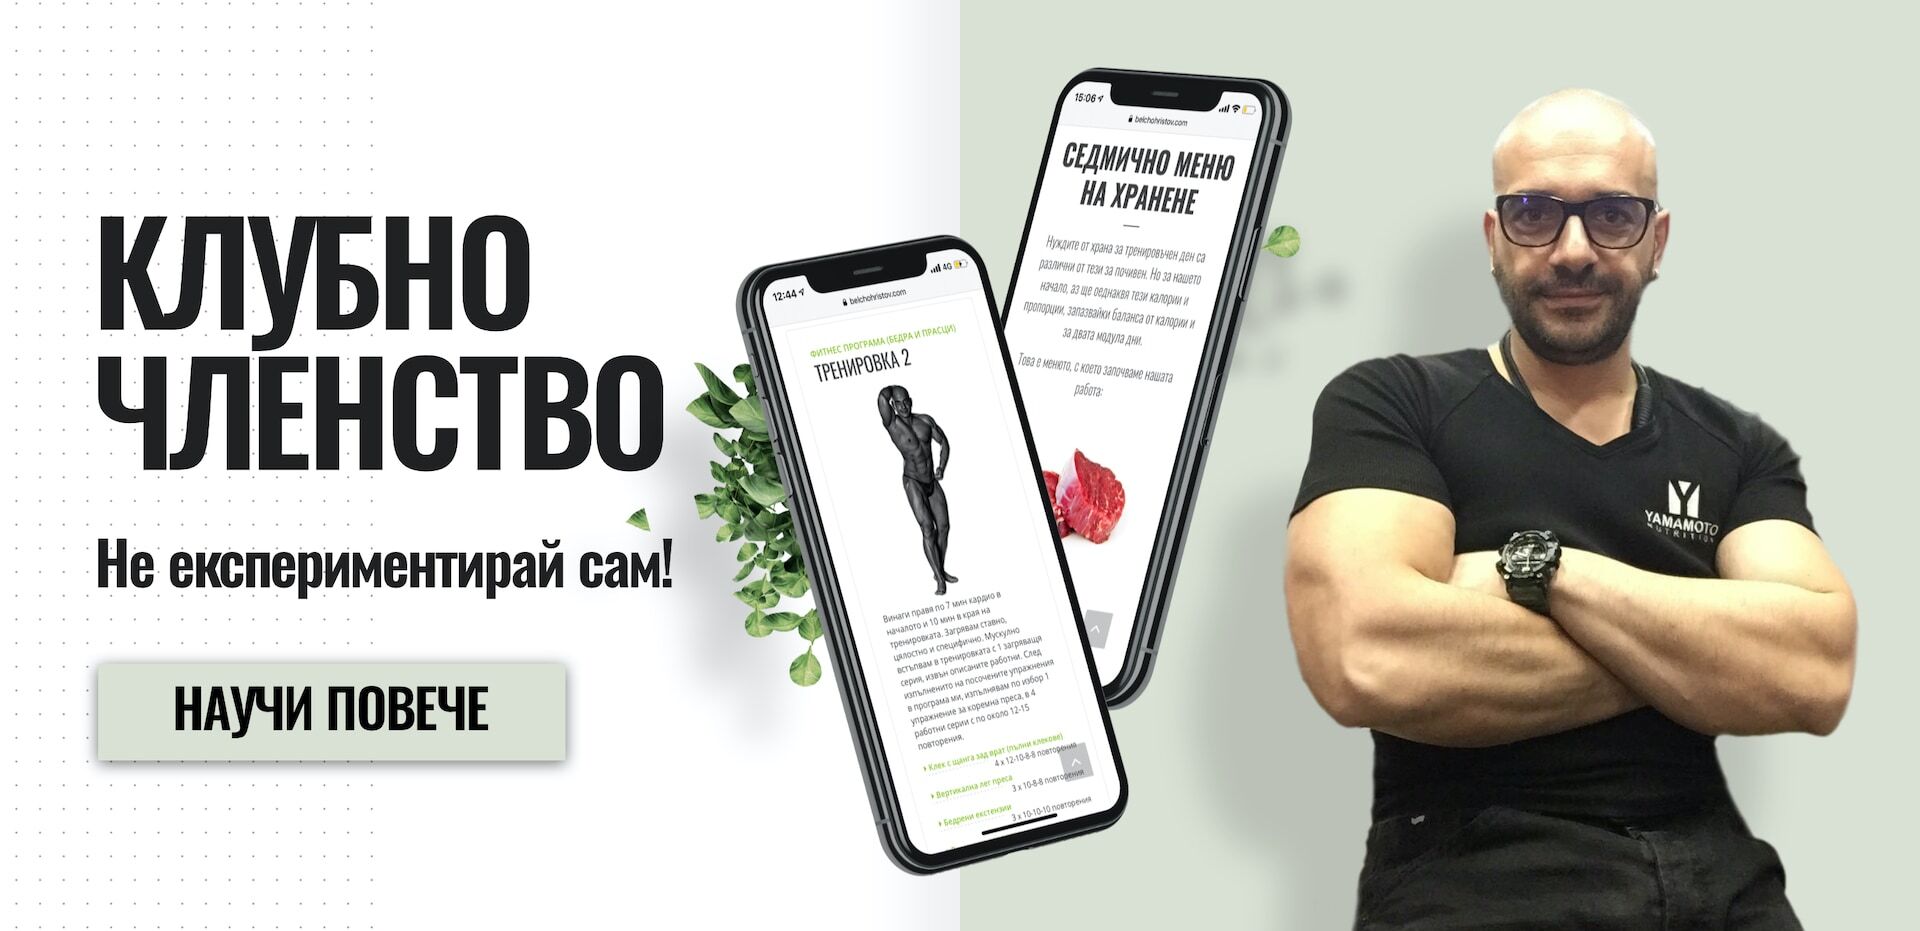 КЛУБНО
ЧЛЕНСТВО
Не експериментирай сам!
НАУЧИ ПОВЕЧЕ
12:44
4G
belchohristov.com
ФИТНЕС ПРОГРАМА (БЕДРА И ПРАСЦИ)
ТРЕНИРОВКА 2
Винаги правя по 7 мин кардио в
началото и 10 мин в края на
тренировката. Загрявам ставно,
цялостно и специфично. Мускулно
встъпвам в тренировката с 1 загряваща
серия, извън описаните работни. След
изпълнението на посочените упражнения
в програма ми, изпълнявам по избор 1
упражнение за коремна преса, в 4
работни серии с по около 12-15
повторения.
Клек с щанга зад врат (пълни клекове)
4 x 12-10-8-8 повторения
Вертикална лег преса
3 x 10-8-8 повторения
Бедрени екстензии
3 x 10-10-10 повторения
15:06
belchohristov.com
СЕДМИЧНО МЕНЮ
НА ХРАНЕНЕ
Нуждите от храна за тренировъчен ден са
различни от тези за почивен. Но за нашето
начало, аз ще оеднаквя тези калории и
пропорции, запазвайки баланса от калории и
за двата модула дни.
Това е менюто, с което започваме нашата
работа:
YAMAMOTO
NUTRITION